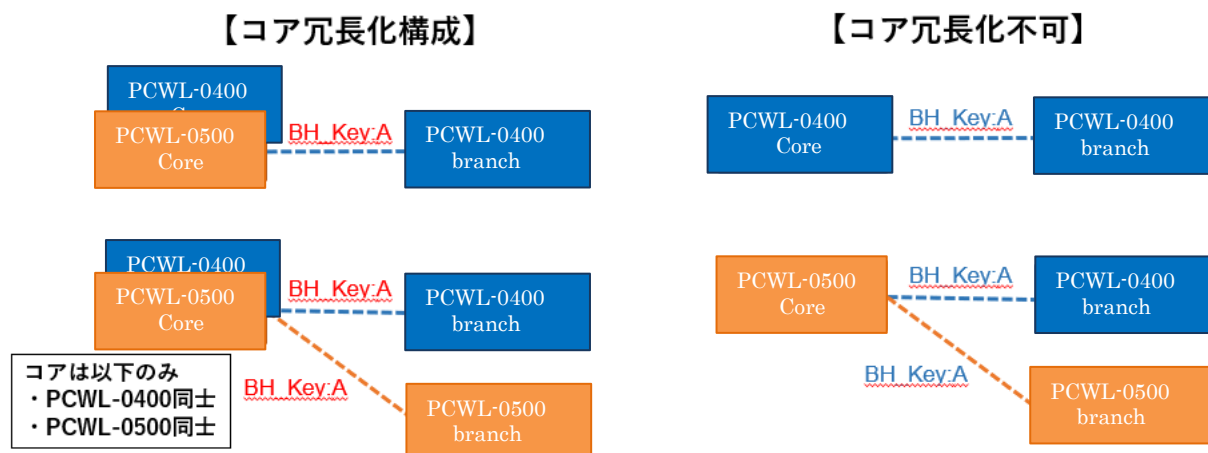 【コア冗長化構成】
PCWL-0400
PCWL-0500
Core
BH_Key:A
PCWL-0400
branch
PCWL-0400
PCWL-0500
Core
BH_Key:A
PCWL-0400
branch
コアは以下のみ
・PCWL-0400同士
・PCWL-0500同士
BH_Key:A
PCWL-0500
branch
【コア冗長化不可】
PCWL-0400
Core
BH_Key:A
PCWL-0400
branch
PCWL-0500
Core
BH_Key:A
PCWL-0400
branch
BH_Key:A
PCWL-0500
branch